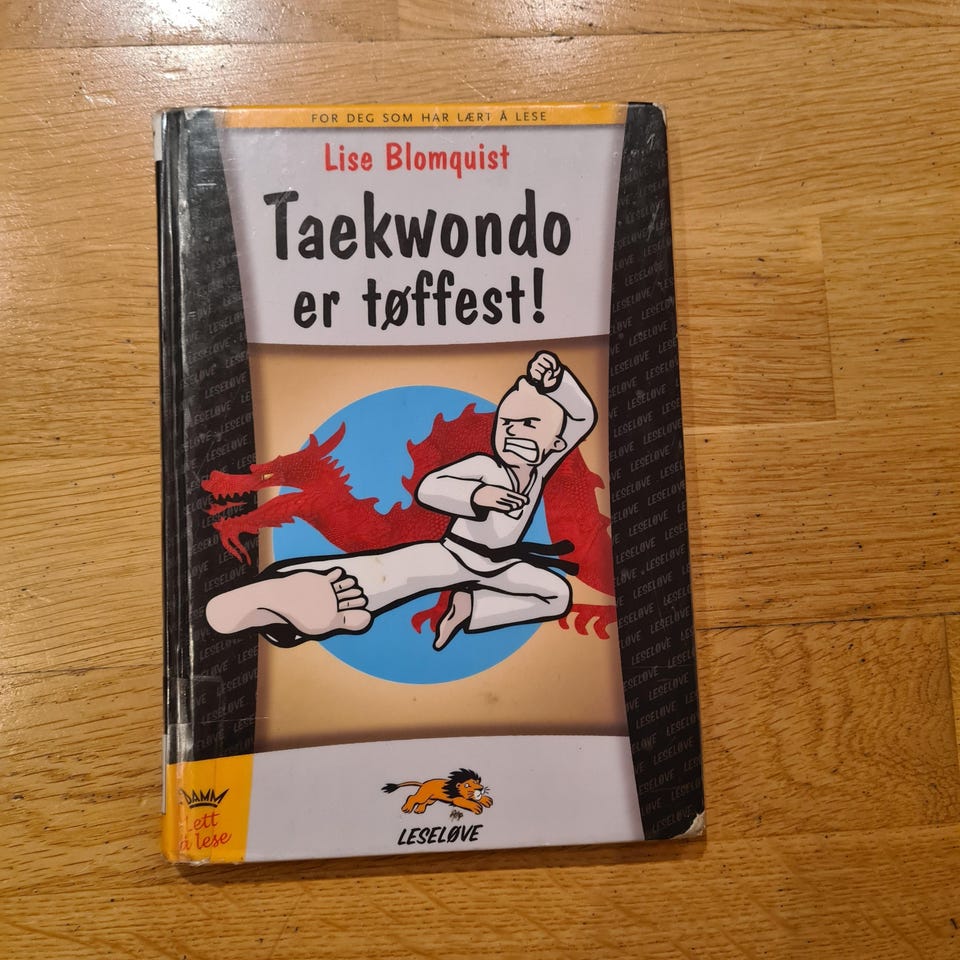 FOR DEG SOM HAR LÆRT Å LESE
Lise Blomquist
Taekwondo
er tøffest!
DAMM
Lett
å lese
LESELØVE